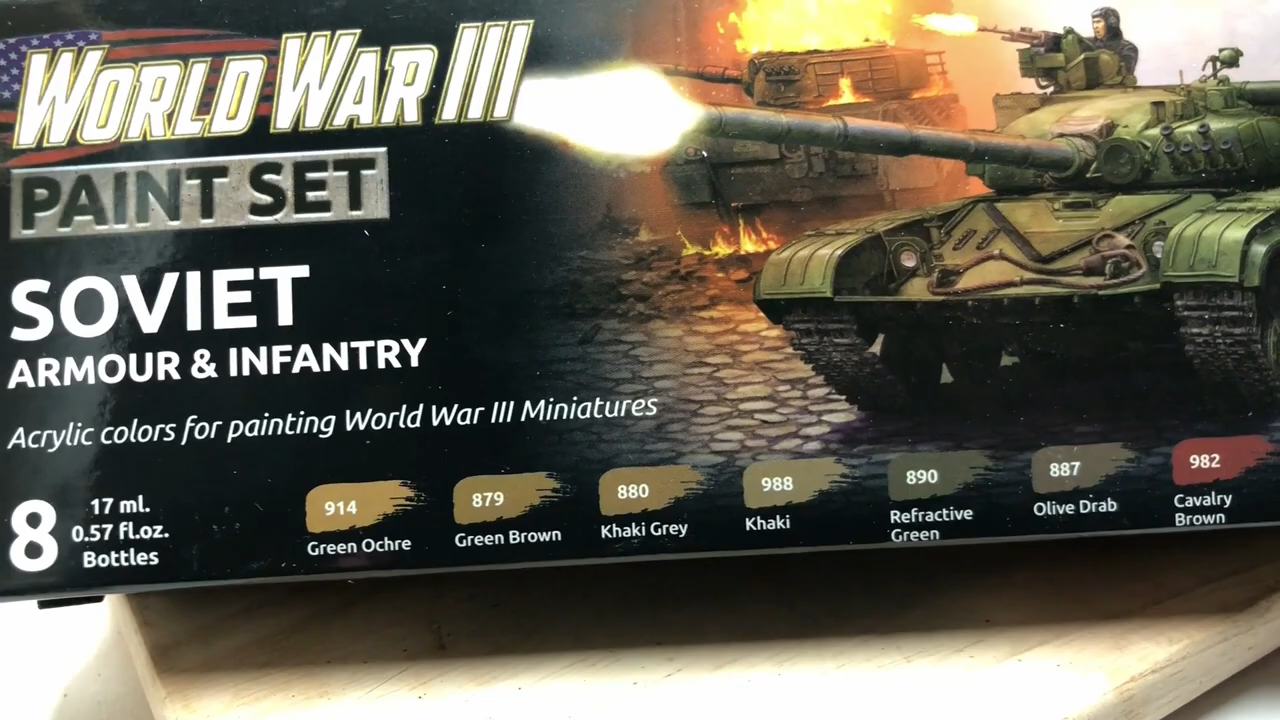 WORLD WAR III
PAINT SET
SOVIET
ARMOUR & INFANTRY
Acrylic colors for painting World War III Miniatures
8
17 ml.
0.57 fl.oz.
Bottles
914
Green Ochre
879
Green Brown
880
Khaki Grey
988
Khaki
890
Refractive
Green
887
Olive Drab
982
Cavalry
Brown